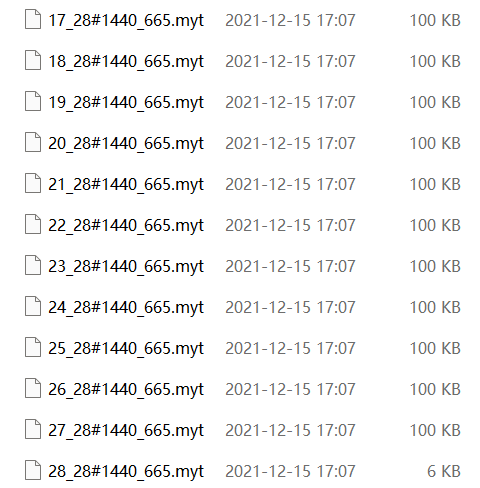 17_28#1440_665.myt 2021-12-15 17:07 100 KB
18_28#1440_665.myt 2021-12-15 17:07 100 KB
19_28#1440_665.myt 2021-12-15 17:07 100 KB
20_28#1440_665.myt 2021-12-15 17:07 100 KB
21_28#1440_665.myt 2021-12-15 17:07 100 KB
22_28#1440_665.myt 2021-12-15 17:07 100 KB
23_28#1440_665.myt 2021-12-15 17:07 100 KB
24_28#1440_665.myt 2021-12-15 17:07 100 KB
25_28#1440_665.myt 2021-12-15 17:07 100 KB
26_28#1440_665.myt 2021-12-15 17:07 100 KB
27_28#1440_665.myt 2021-12-15 17:07 100 KB
28_28#1440_665.myt 2021-12-15 17:07 6 KB